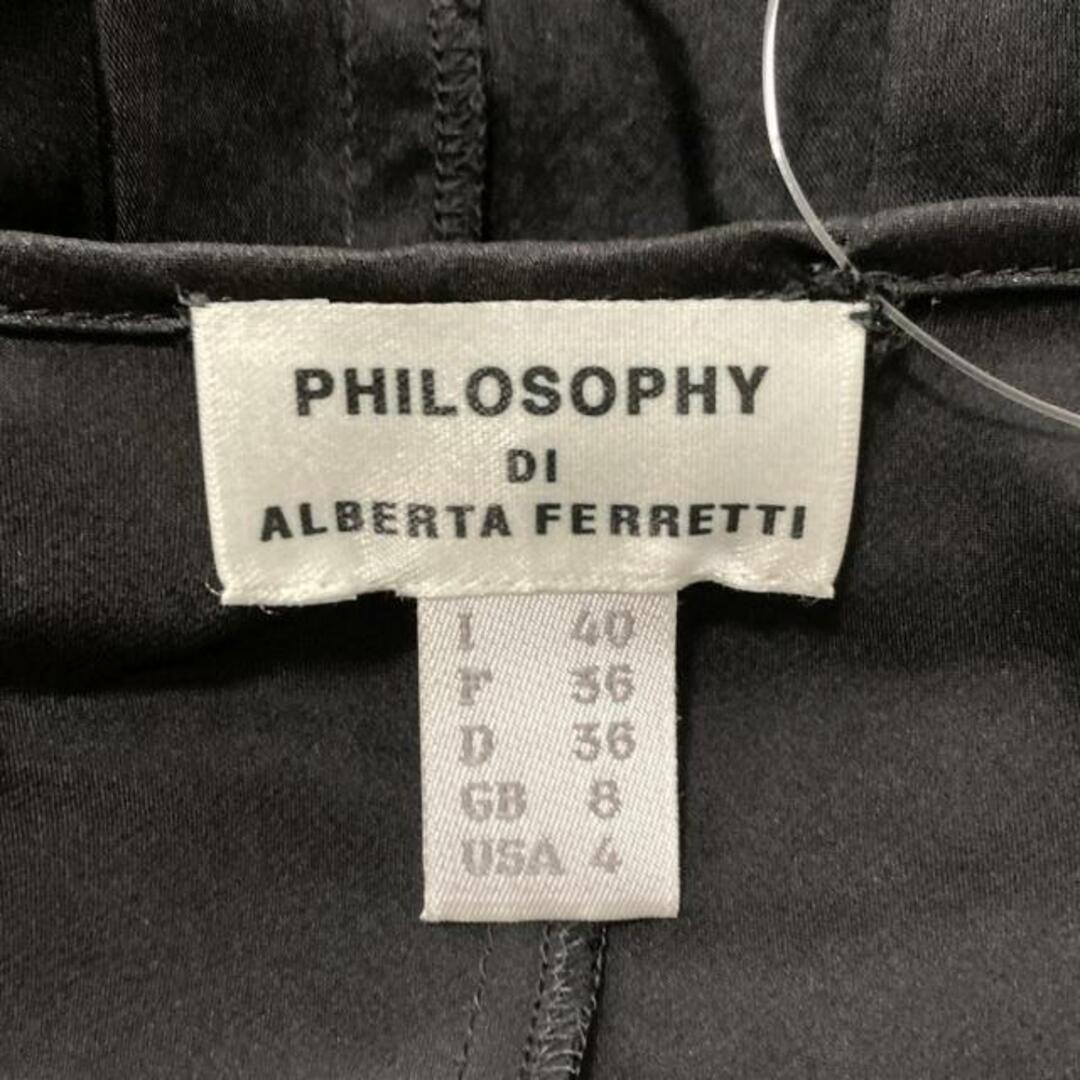 PHILOSOPHY
DI
ALBERTA FERRETTI
I 40
F 36
D 36
GB 8
USA 4